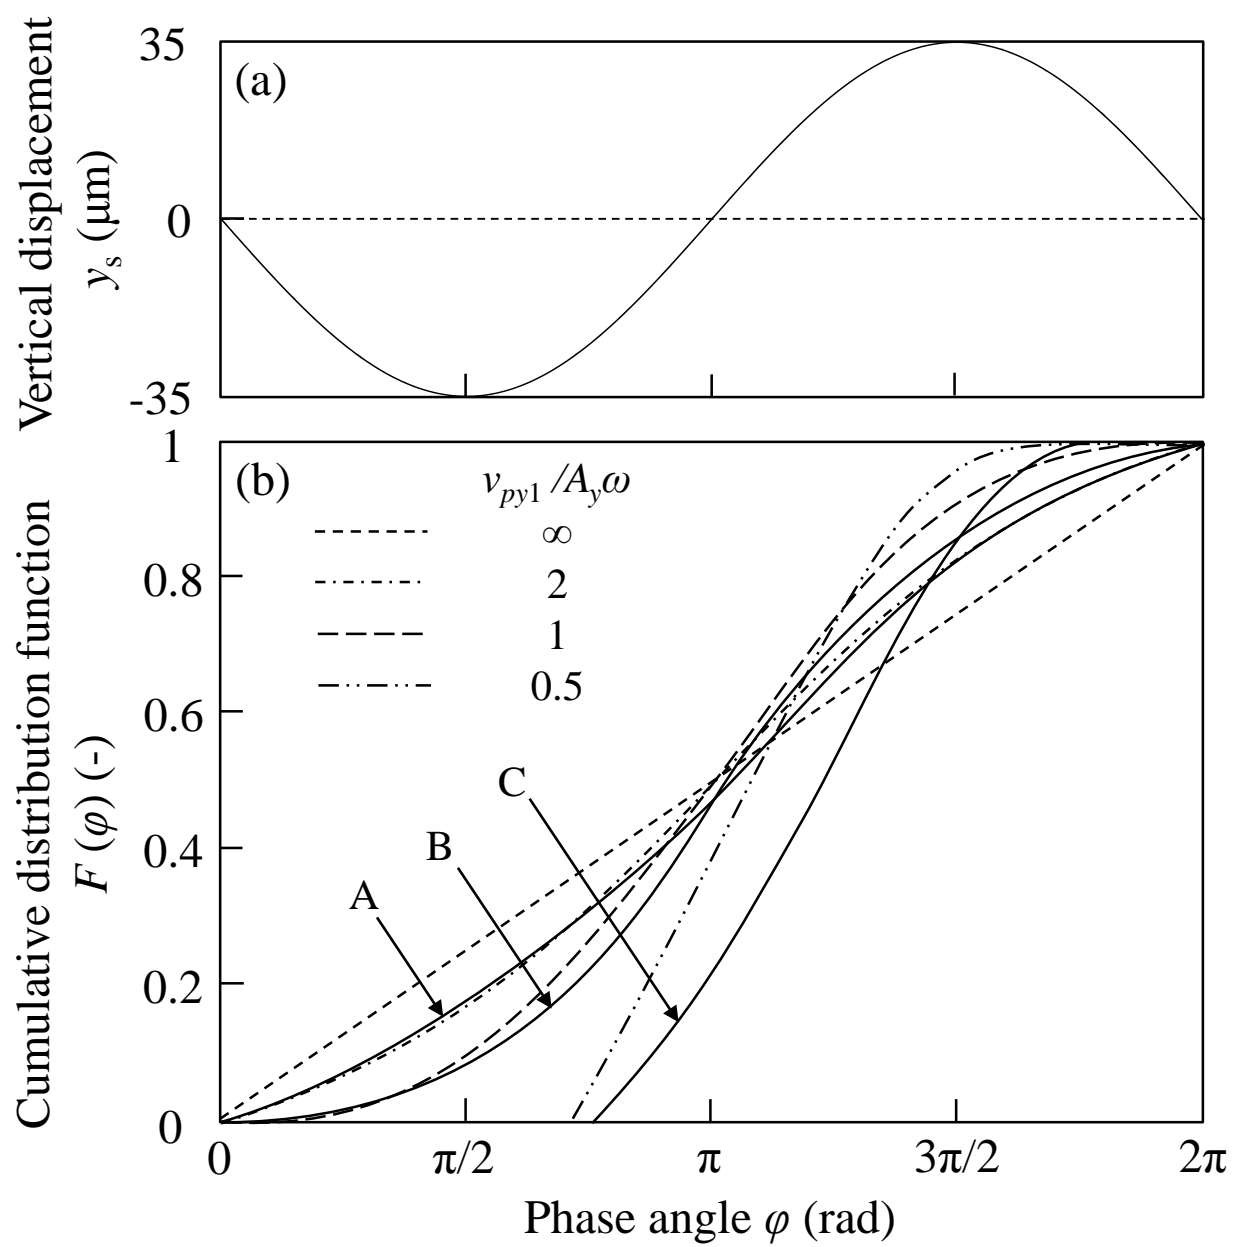 Vertical displacement
yₛ (μm)
35
0
-35
(a)
Cumulative distribution function
F (φ) (-)
1
0.8
0.6
0.4
0.2
0
(b)
v_py1 /A_yω
∞
2
1
0.5
C
B
A
0
π/2
π
3π/2
2π
Phase angle φ (rad)